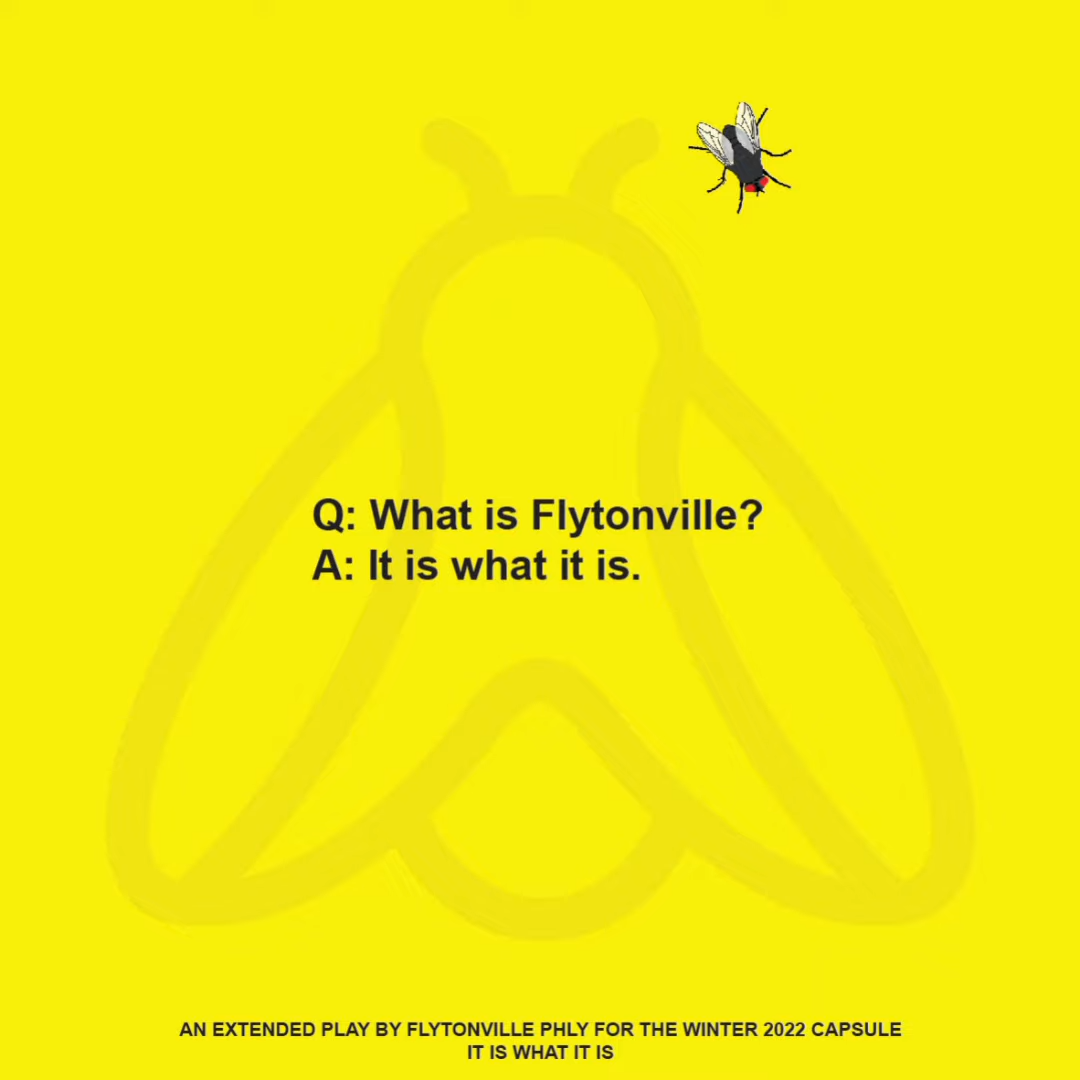 Q: What is Flytonville?
A: It is what it is.
AN EXTENDED PLAY BY FLYTONVILLE PHLY FOR THE WINTER 2022 CAPSULE
IT IS WHAT IT IS